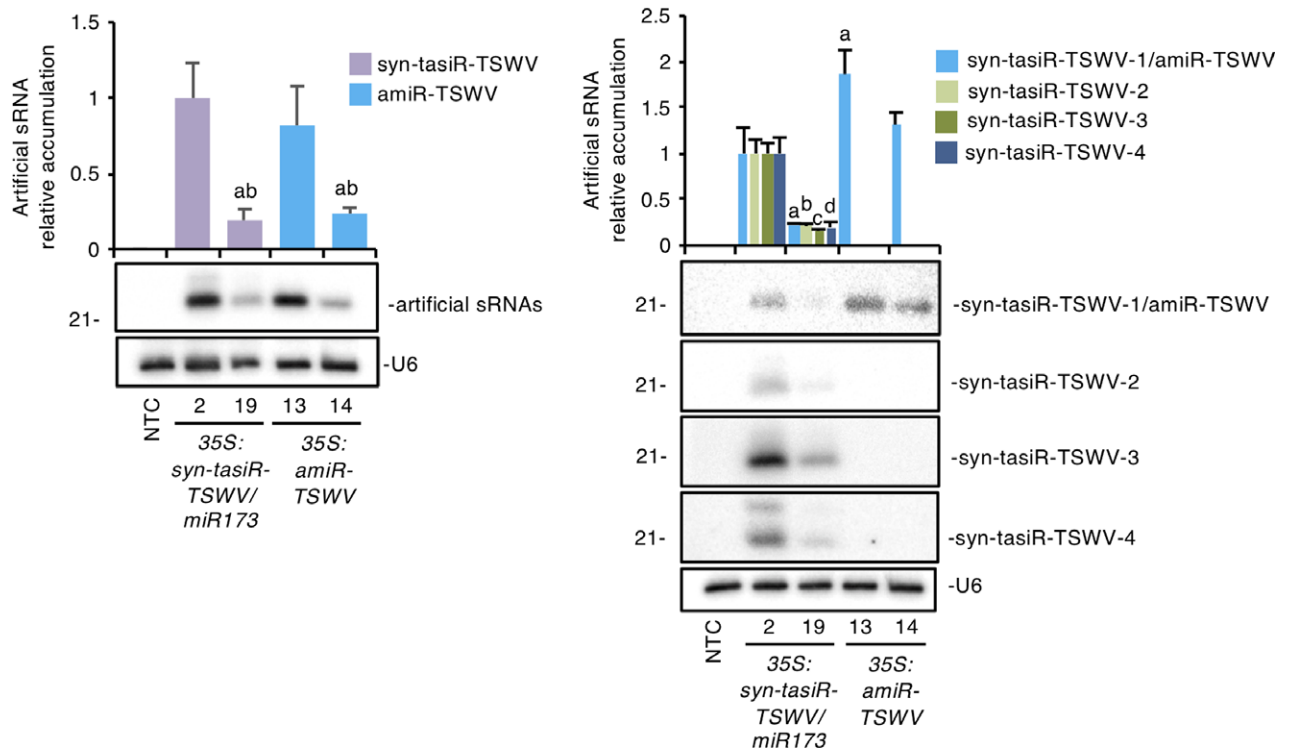 Artificial sRNA
relative accumulation
1.5
1
0.5
0
ab
ab
syn-tasiR-TSWV
amiR-TSWV
21-
-artificial sRNAs
-U6
NTC
2
19
13
14
35S:
syn-tasiR-
TSWV/
miR173
35S:
amiR-
TSWV
Artificial sRNA
relative accumulation
2.5
2
1.5
1
0.5
0
a
b
c
d
a
syn-tasiR-TSWV-1/amiR-TSWV
syn-tasiR-TSWV-2
syn-tasiR-TSWV-3
syn-tasiR-TSWV-4
21-
-syn-tasiR-TSWV-1/amiR-TSWV
21-
-syn-tasiR-TSWV-2
21-
-syn-tasiR-TSWV-3
21-
-syn-tasiR-TSWV-4
-U6
NTC
2
19
13
14
35S:
syn-tasiR-
TSWV/
miR173
35S:
amiR-
TSWV